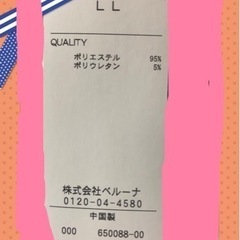 LL
QUALITY
ポリエステル 95%
ポリウレタン 5%
株式会社ベルーナ
0120-04-4580
中国製
000 650088-00